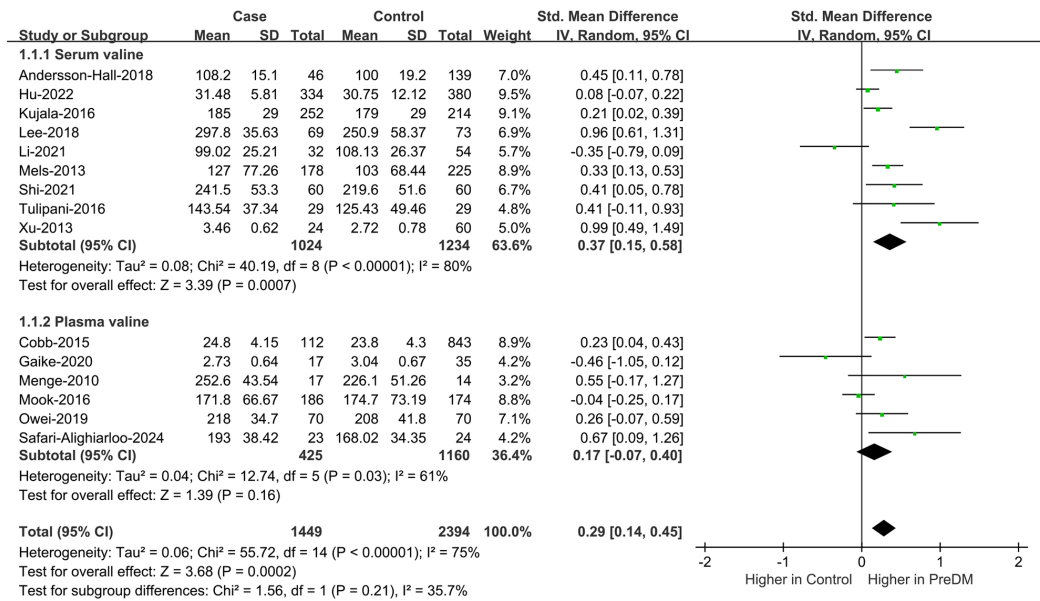 Case Control Std. Mean Difference Std. Mean Difference
Study or Subgroup Mean SD Total Mean SD Total Weight IV, Random, 95% CI IV, Random, 95% CI
1.1.1 Serum valine
Andersson-Hall-2018 108.2 15.1 46 100 19.2 139 7.0% 0.45 [0.11, 0.78]
Hu-2022 31.48 5.81 334 30.75 12.12 380 9.5% 0.08 [-0.07, 0.22]
Kujala-2016 185 29 252 179 29 214 9.1% 0.21 [0.02, 0.39]
Lee-2018 297.8 35.63 69 250.9 58.37 73 6.9% 0.96 [0.61, 1.31]
Li-2021 99.02 25.21 32 108.13 26.37 54 5.7% -0.35 [-0.79, 0.09]
Mels-2013 127 77.26 178 103 68.44 225 8.9% 0.33 [0.13, 0.53]
Shi-2021 241.5 53.3 60 219.6 51.6 60 6.7% 0.41 [0.05, 0.78]
Tulipani-2016 143.54 37.34 29 125.43 49.46 29 4.8% 0.41 [-0.11, 0.93]
Xu-2013 3.46 0.62 24 2.72 0.78 60 5.0% 0.99 [0.49, 1.49]
Subtotal (95% CI) 1024 1234 63.6% 0.37 [0.15, 0.58]
Heterogeneity: Tau² = 0.08; Chi² = 40.19, df = 8 (P < 0.00001); I² = 80%
Test for overall effect: Z = 3.39 (P = 0.0007)
1.1.2 Plasma valine
Cobb-2015 24.8 4.15 112 23.8 4.3 843 8.9% 0.23 [0.04, 0.43]
Gaike-2020 2.73 0.64 17 3.04 0.67 35 4.2% -0.46 [-1.05, 0.12]
Menge-2010 252.6 43.54 17 226.1 51.26 14 3.2% 0.55 [-0.17, 1.27]
Mook-2016 171.8 66.67 186 174.7 73.19 174 8.8% -0.04 [-0.25, 0.17]
Owei-2019 218 34.7 70 208 41.8 70 7.1% 0.26 [-0.07, 0.59]
Safari-Alighiarloo-2024 193 38.42 23 168.02 34.35 24 4.2% 0.67 [0.09, 1.26]
Subtotal (95% CI) 425 1160 36.4% 0.17 [-0.07, 0.40]
Heterogeneity: Tau² = 0.04; Chi² = 12.74, df = 5 (P = 0.03); I² = 61%
Test for overall effect: Z = 1.39 (P = 0.16)
Total (95% CI) 1449 2394 100.0% 0.29 [0.14, 0.45]
Heterogeneity: Tau² = 0.06; Chi² = 55.72, df = 14 (P < 0.00001); I² = 75%
Test for overall effect: Z = 3.68 (P = 0.0002)
Test for subgroup differences: Chi² = 1.56, df = 1 (P = 0.21), I² = 35.7%
-2 -1 0 1 2
Higher in Control Higher in PreDM